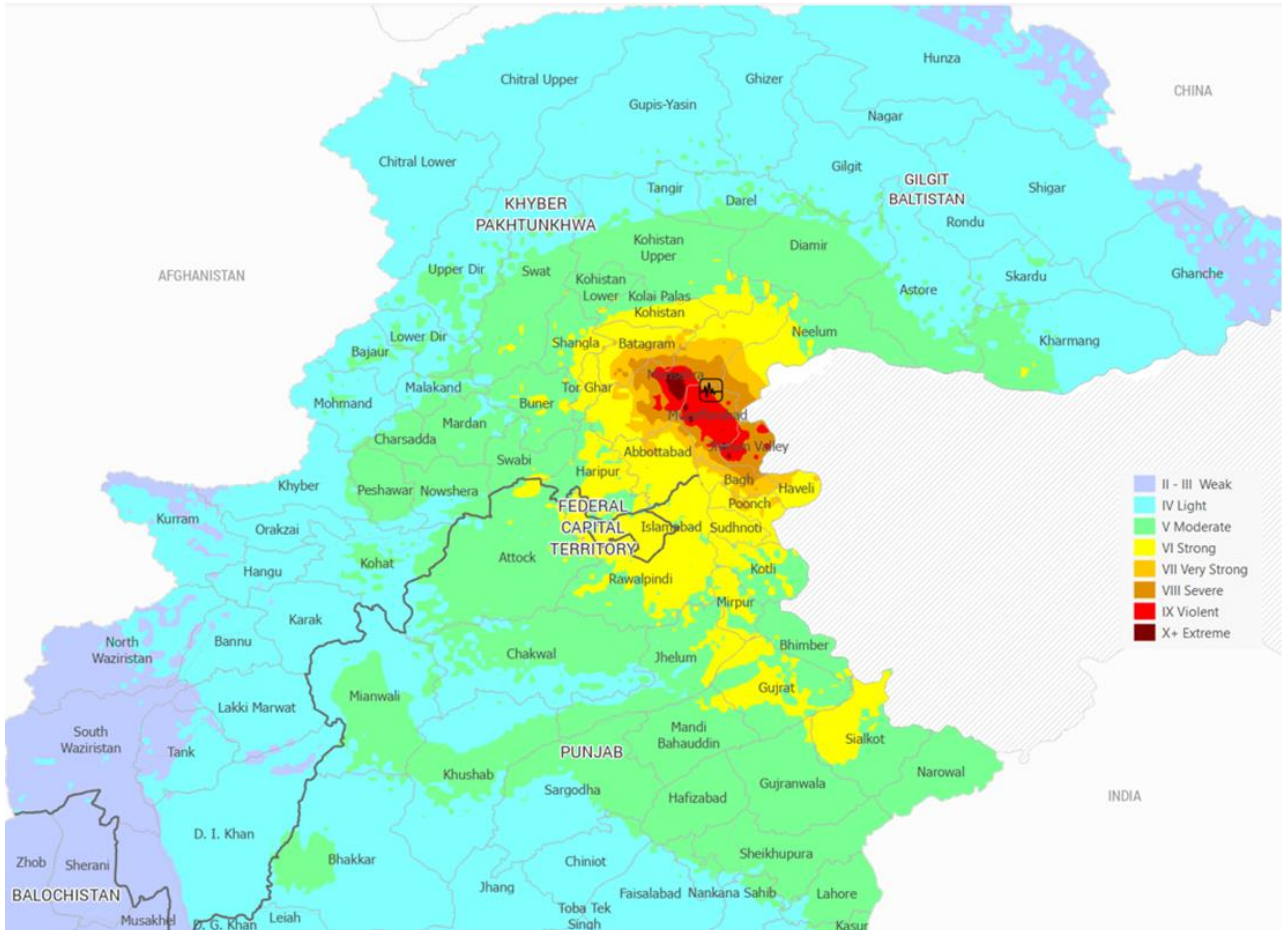 Hunza
Chitral Upper
Ghizer
CHINA
Gupis-Yasin
Nagar
Chitral Lower
Gilgit
Tangir
GILGIT
BALTISTAN
Shigar
KHYBER
PAKHTUNKHWA
Darel
Rondu
Kohistan
Upper
Diamir
AFGHANISTAN
Upper Dir
Swat
Kohistan
Lower
Kolai Palas
Kohistan
Astore
Skardu
Ghanche
Lower Dir
Shangla
Batagram
Neelum
Kharmang
Bajaur
Malakand
Tor Ghar
Mohmand
Buner
Charsadda
Mardan
Abbottabad
Swabi
Haripur
Peshawar
Nowshera
Khyber
Bagh
Haveli
Poonch
Kurram
Orakzai
FEDERAL
CAPITAL
TERRITORY
Islamabad
Sudhnoti
Hangu
Kohat
Attock
Rawalpindi
Kotli
Mirpur
Karak
North
Waziristan
Bannu
Chakwal
Jhelum
Bhimber
Mianwali
Gujrat
Lakki Marwat
South
Waziristan
Tank
Mandi
Bahauddin
Sialkot
PUNJAB
Khushab
Gujranwala
Narowal
Sargodha
Hafizabad
INDIA
D. I. Khan
Bhakkar
Sheikhupura
Zhob
Sherani
Chiniot
BALOCHISTAN
Jhang
Faisalabad
Nankana Sahib
Lahore
Musakhel
D. G. Khan
Leiah
Toba Tek
Singh
Kasur
II - III Weak
IV Light
V Moderate
VI Strong
VII Very Strong
VIII Severe
IX Violent
X+ Extreme